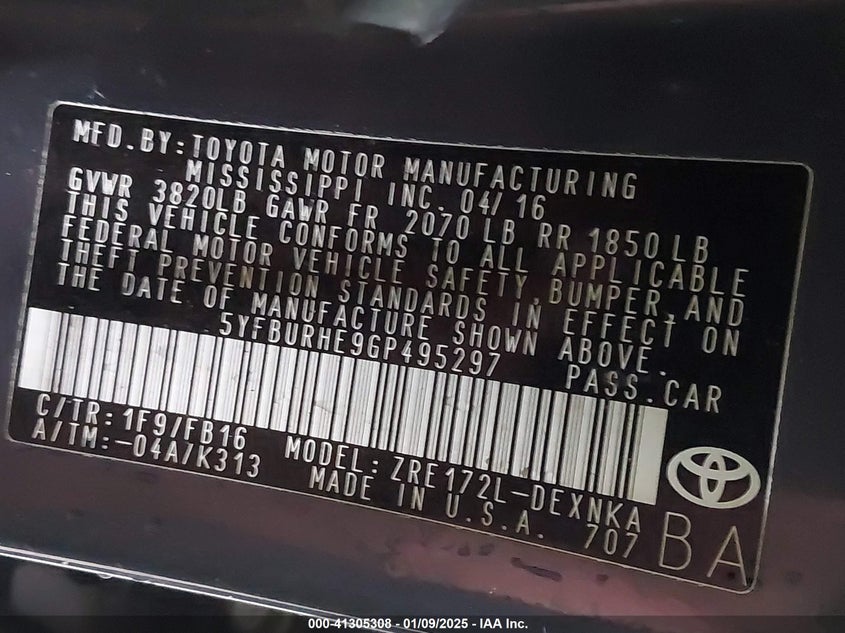 MFD.BY:TOYOTA MOTOR MANUFACTURING
MISSISSIPPI INC. 04/16
GVWR 3820LB GAWR FR 2070 LB RR 1850 LB
THIS VEHICLE CONFORMS TO ALL APPLICABLE
FEDERAL MOTOR VEHICLE SAFETY,BUMPER,AND
THEFT PREVENTION STANDARDS IN EFFECT ON
THE DATE OF MANUFACTURE SHOWN ABOVE.
5YFBURHE9GP495297 PASS.CAR
C/TR:1F9/FB16 MODEL:ZRE172L-DEXNKA
A/TM:-04A/K313 MADE IN U.S.A. 707
BA
000-41305308 - 01/09/2025 - IAA Inc.